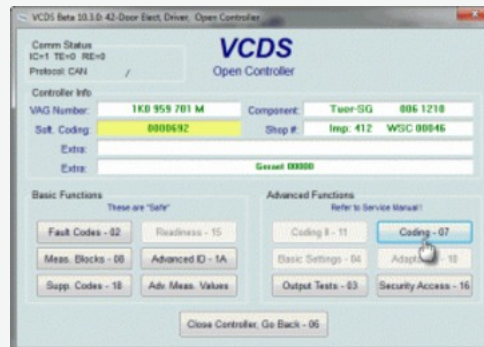 VCDS Beta 10.3.0: 42-Door Elect, Driver, Open Controller
Comm Status
IC=1 TE=0 RE=0
Protocol: CAN /
VCDS
Open Controller
Controller Info
VAG Number: 1K0 959 701 M Component: Tuer-SG 006 1210
Soft. Coding: 0000692 Shop #: Imp: 412 WSC 00046
Extra:
Extra: Geraet 00000
Basic Functions
These are "Safe"
Fault Codes - 02 Readiness - 15
Meas. Blocks - 08 Advanced ID - 1A
Supp. Codes - 18 Adv. Meas. Values
Advanced Functions
Refer to Service Manual!
Coding II - 11 Coding - 07
Basic Settings - 04 - 10
Output Tests - 03 Security Access - 16
Close Controller, Go Back - 06